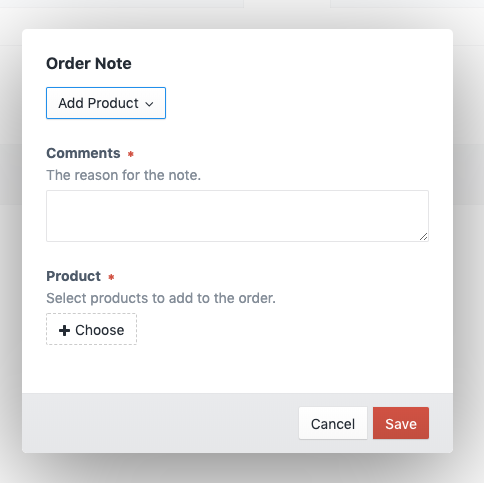 Order Note
Add Product
Comments *
The reason for the note.
Product *
Select products to add to the order.
+ Choose
Cancel Save